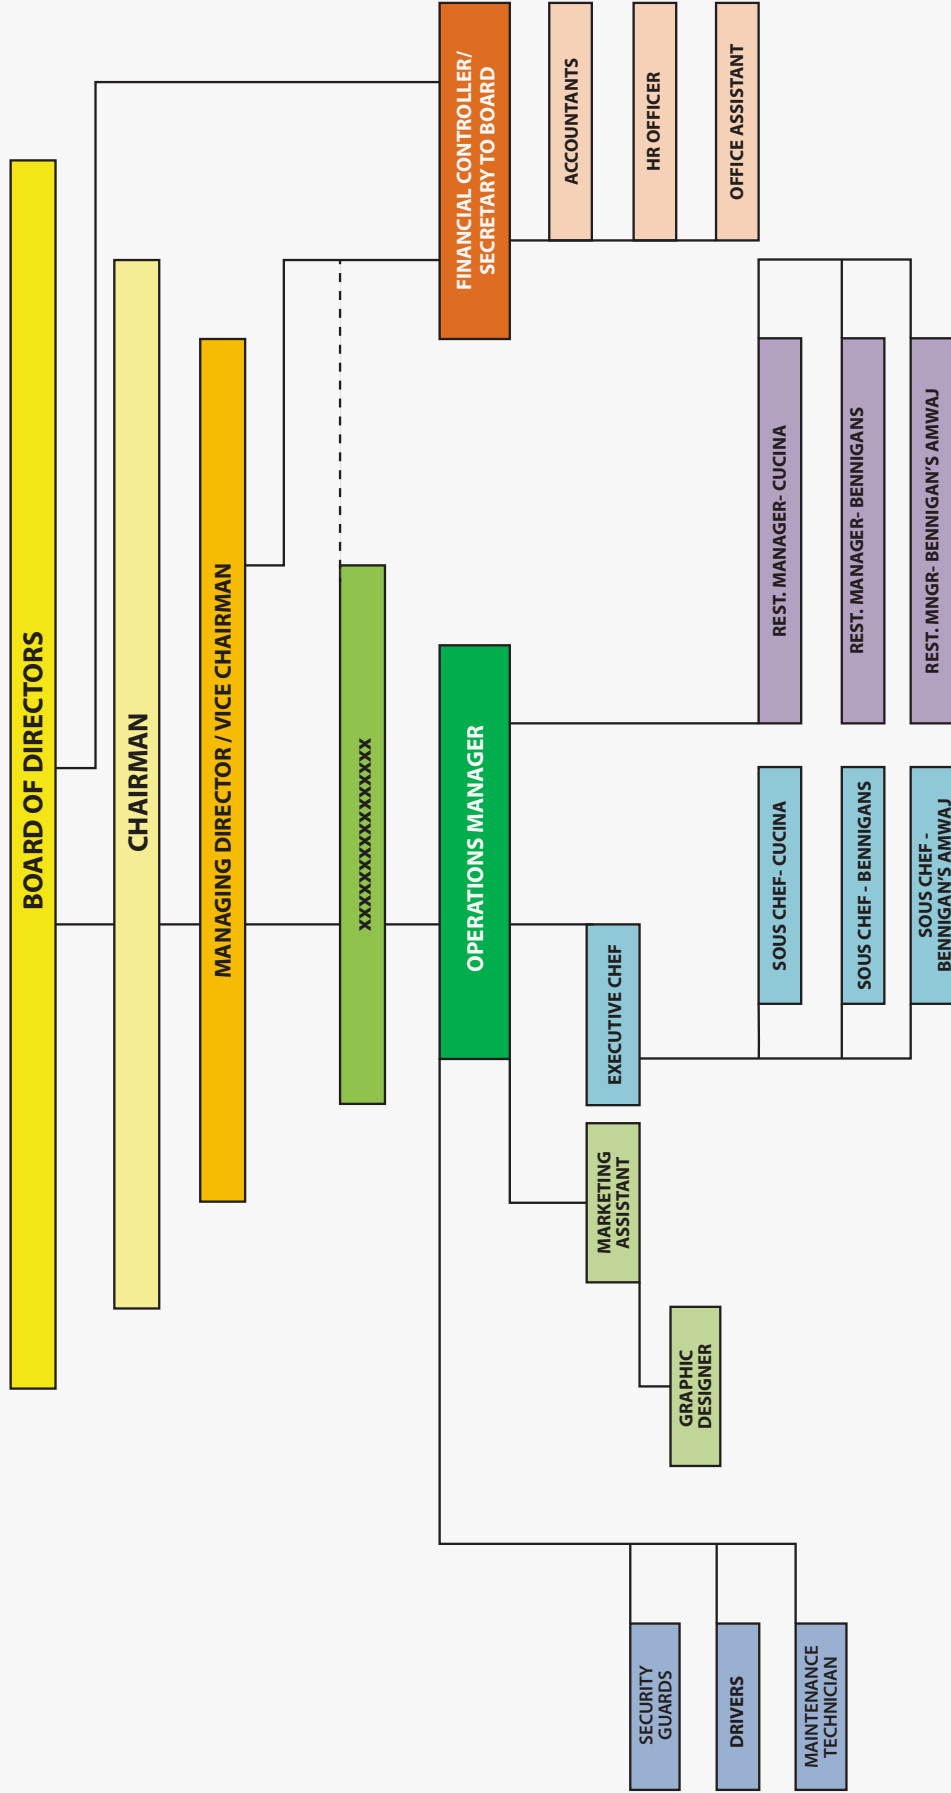 BOARD OF DIRECTORS
CHAIRMAN
MANAGING DIRECTOR / VICE CHAIRMAN
XXXXXXXXXXXXXXXX
OPERATIONS MANAGER
FINANCIAL CONTROLLER/
SECRETARY TO BOARD
ACCOUNTANTS
HR OFFICER
OFFICE ASSISTANT
SECURITY
GUARDS
DRIVERS
MAINTENANCE
TECHNICIAN
MARKETING
ASSISTANT
GRAPHIC
DESIGNER
EXECUTIVE CHEF
SOUS CHEF- CUCINA
SOUS CHEF - BENNIGANS
SOUS CHEF -
BENNIGAN'S AMWAJ
REST. MANAGER- CUCINA
REST. MANAGER- BENNIGANS
REST. MNGR- BENNIGAN'S AMWAJ